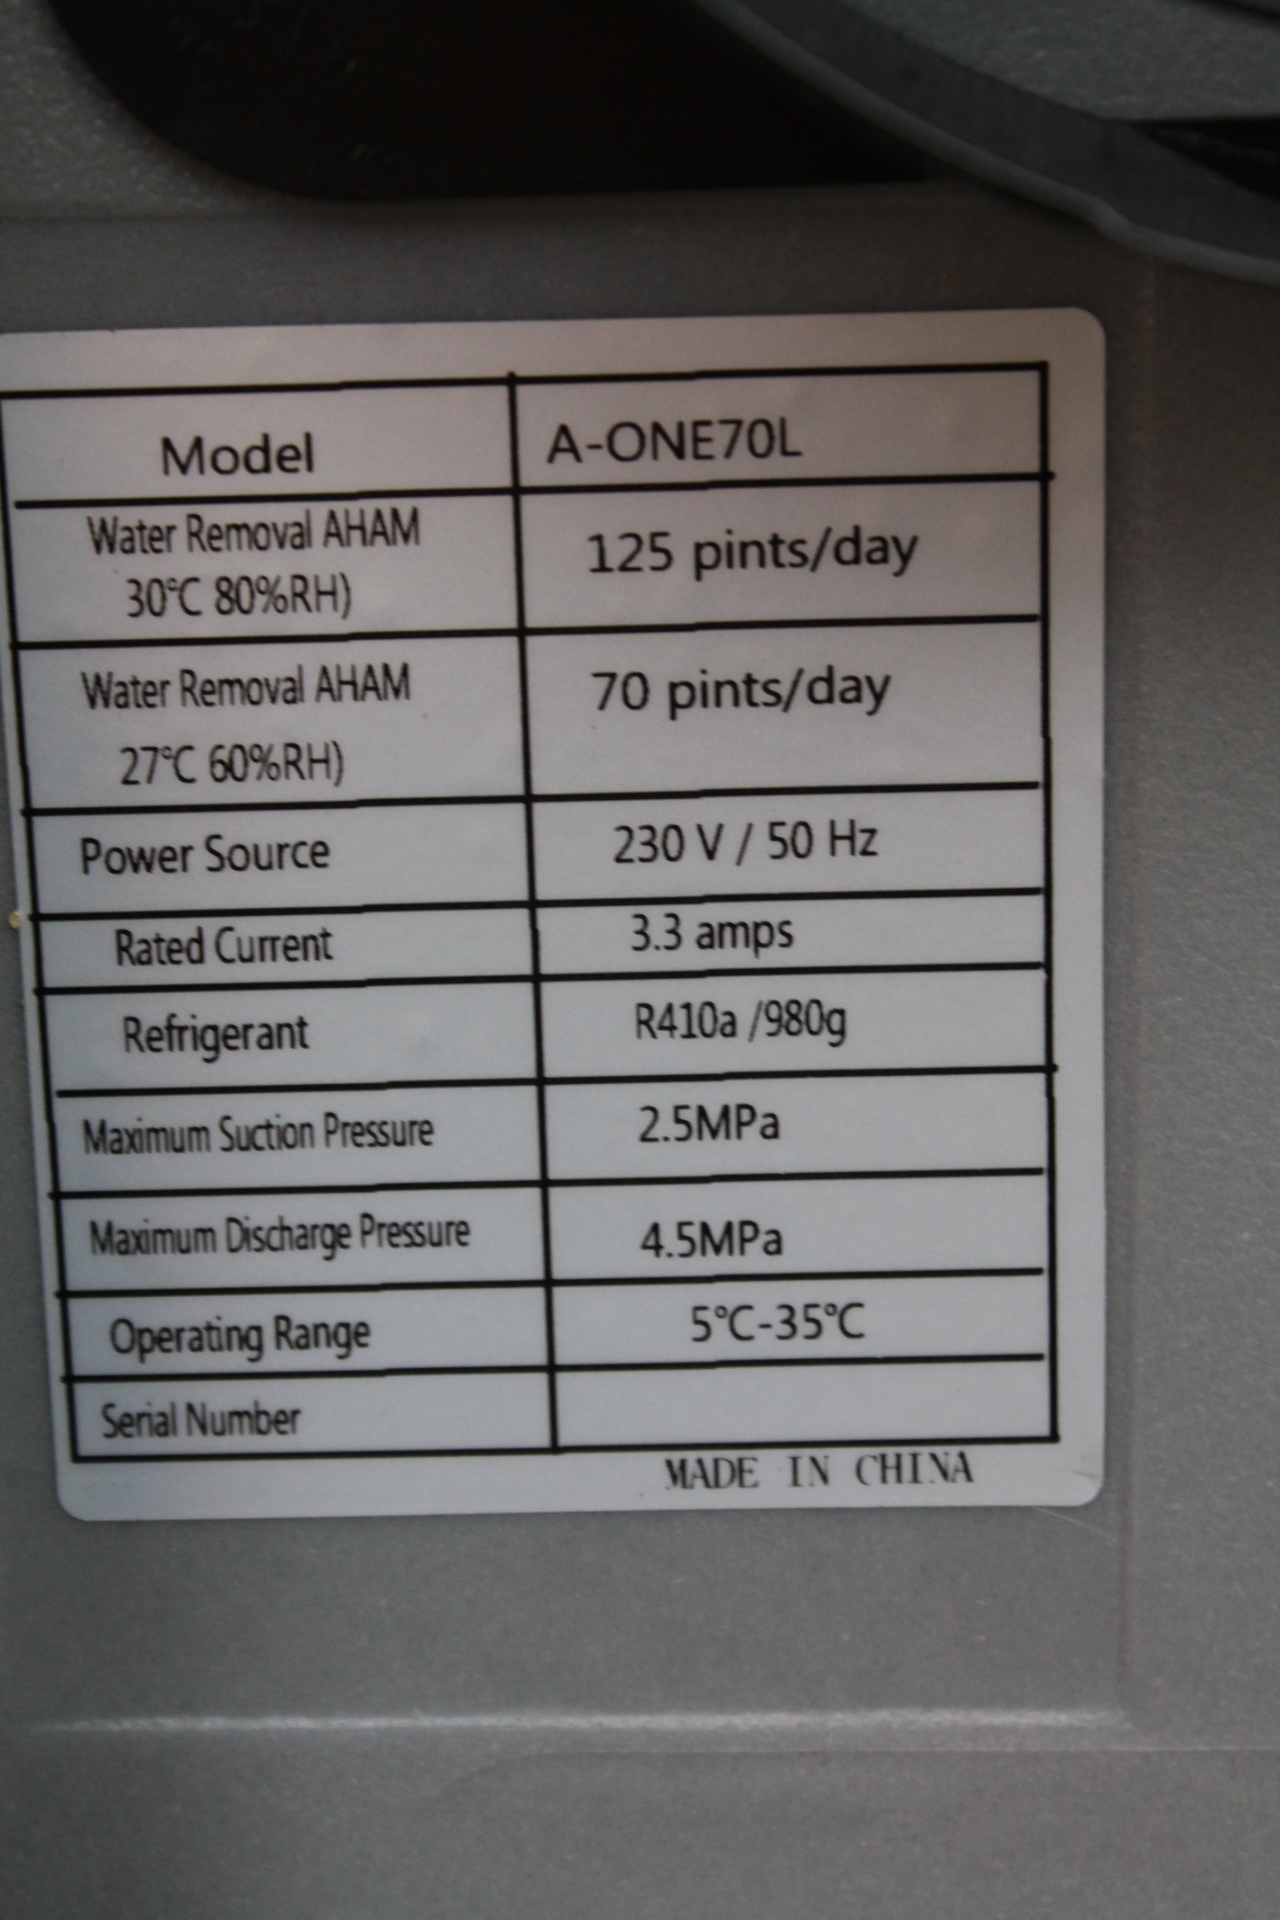 Model A-ONE70L
Water Removal AHAM 125 pints/day
30℃ 80%RH)
Water Removal AHAM 70 pints/day
27℃ 60%RH)
Power Source 230 V / 50 Hz
Rated Current 3.3 amps
Refrigerant R410a /980g
Maximum Suction Pressure 2.5MPa
Maximum Discharge Pressure 4.5MPa
Operating Range 5℃-35℃
Serial Number
MADE IN CHINA